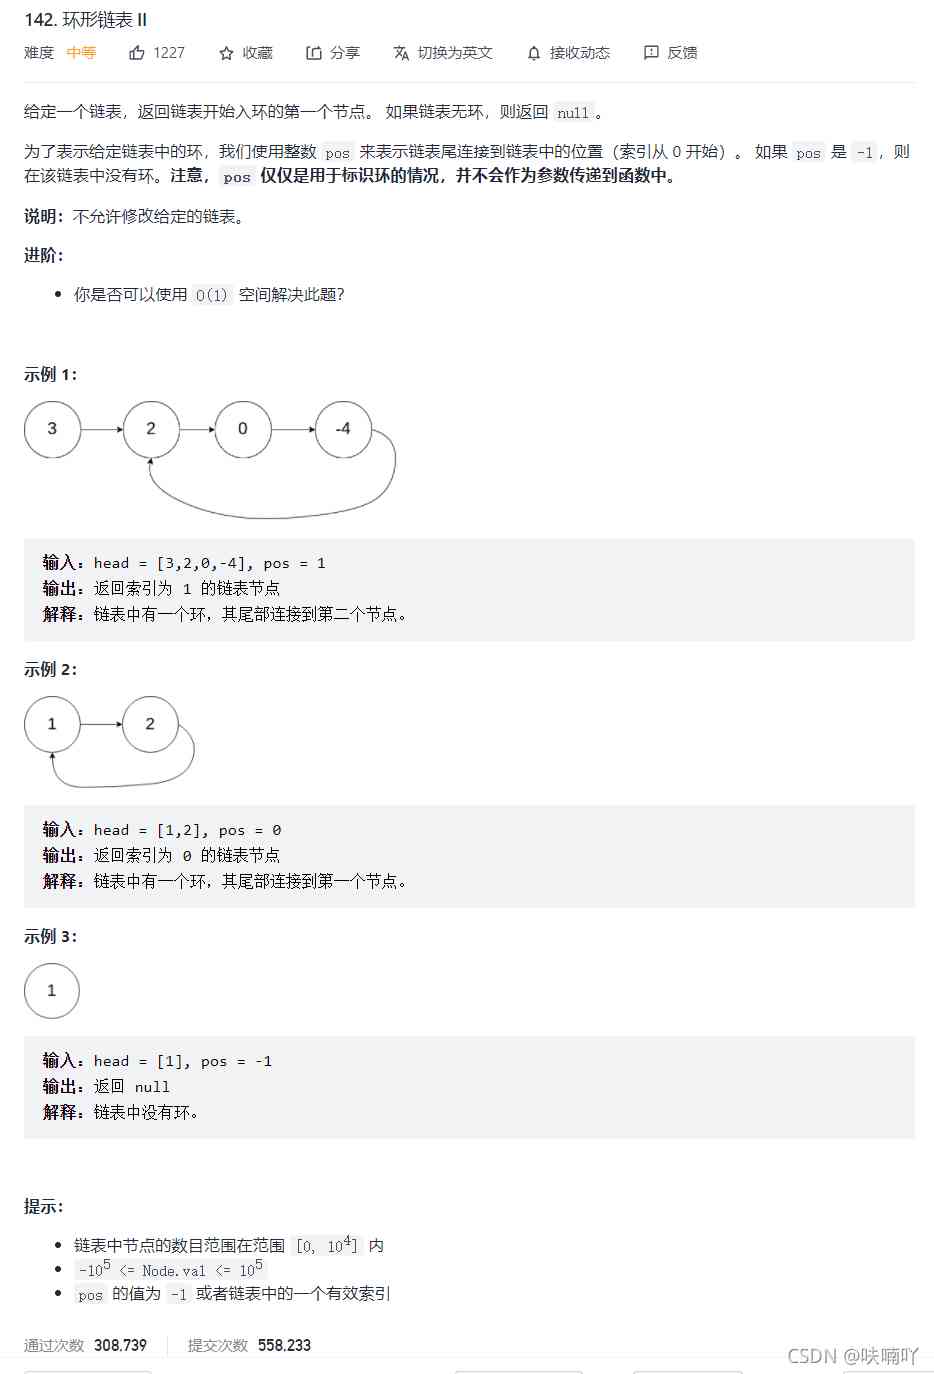 142. 环形链表 II
难度 中等 1227 收藏 分享 切换为英文 接收动态 反馈
给定一个链表，返回链表开始入环的第一个节点。 如果链表无环，则返回 null。
为了表示给定链表中的环，我们使用整数 pos 来表示链表尾连接到链表中的位置（索引从 0 开始）。 如果 pos 是 -1，则
在该链表中没有环。注意，pos 仅仅是用于标识环的情况，并不会作为参数传递到函数中。
说明：不允许修改给定的链表。
进阶：
• 你是否可以使用 O(1) 空间解决此题？
示例 1：
3 2 0 -4
输入：head = [3,2,0,-4], pos = 1
输出：返回索引为 1 的链表节点
解释：链表中有一个环，其尾部连接到第二个节点。
示例 2：
1 2
输入：head = [1,2], pos = 0
输出：返回索引为 0 的链表节点
解释：链表中有一个环，其尾部连接到第一个节点。
示例 3：
1
输入：head = [1], pos = -1
输出：返回 null
解释：链表中没有环。
提示：
• 链表中节点的数目范围在范围 [0, 10⁴] 内
• -10⁵ <= Node.val <= 10⁵
• pos 的值为 -1 或者链表中的一个有效索引
通过次数 308,739 提交次数 558,233
CSDN @呋喃吖